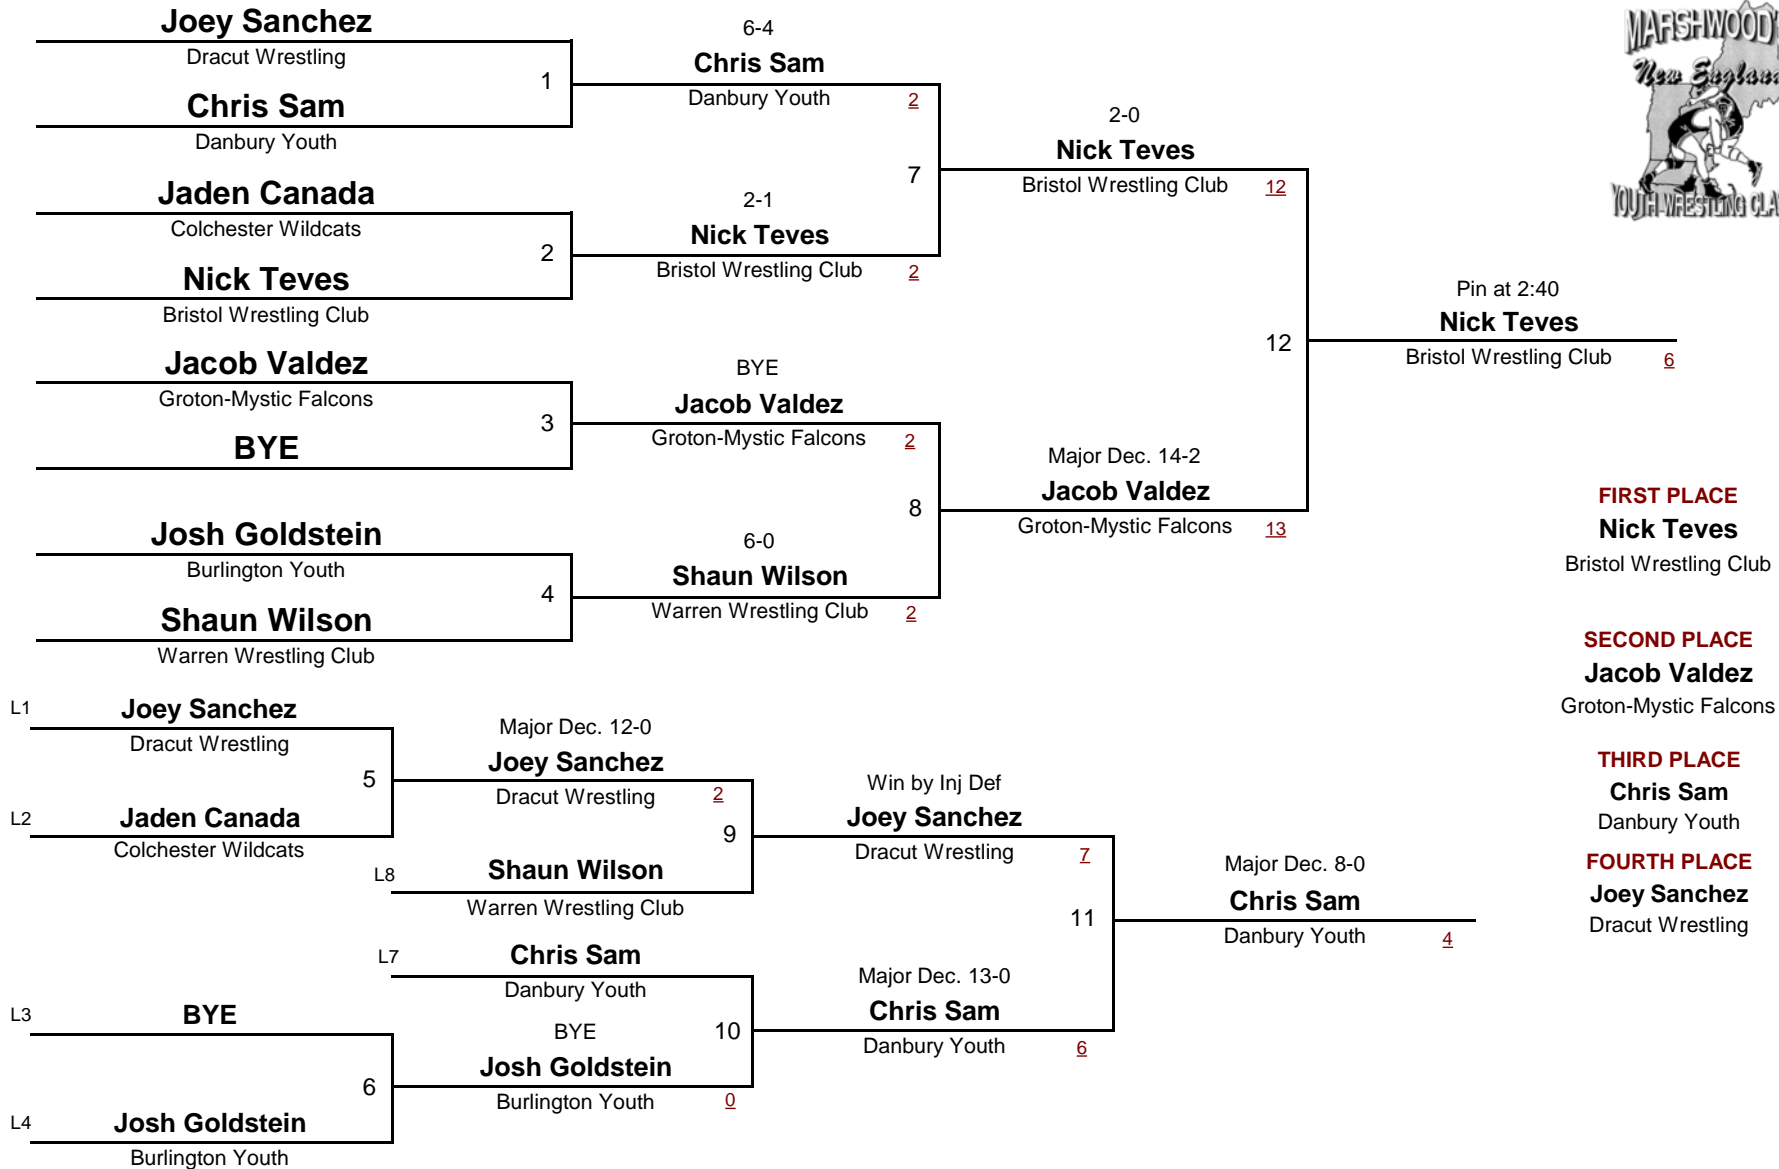 Joey Sanchez
Dracut Wrestling
1
Chris Sam
Danbury Youth
Jaden Canada
Colchester Wildcats
2
Nick Teves
Bristol Wrestling Club
Jacob Valdez
Groton-Mystic Falcons
3
BYE
Josh Goldstein
Burlington Youth
4
Shaun Wilson
Warren Wrestling Club
6-4
Chris Sam
Danbury Youth 2
7
2-1
Nick Teves
Bristol Wrestling Club 2
BYE
Jacob Valdez
Groton-Mystic Falcons 2
8
6-0
Shaun Wilson
Warren Wrestling Club 2
2-0
Nick Teves
Bristol Wrestling Club 12
12
Major Dec. 14-2
Jacob Valdez
Groton-Mystic Falcons 13
Pin at 2:40
Nick Teves
Bristol Wrestling Club 6
MARSHWOOD'
New England
YOUTH WRESTLING CLA
FIRST PLACE
Nick Teves
Bristol Wrestling Club
SECOND PLACE
Jacob Valdez
Groton-Mystic Falcons
THIRD PLACE
Chris Sam
Danbury Youth
FOURTH PLACE
Joey Sanchez
Dracut Wrestling
L1 Joey Sanchez
Dracut Wrestling
5
L2 Jaden Canada
Colchester Wildcats
L3 BYE
6
L4 Josh Goldstein
Burlington Youth
Major Dec. 12-0
Joey Sanchez
Dracut Wrestling 2
9
L8 Shaun Wilson
Warren Wrestling Club
L7 Chris Sam
Danbury Youth
BYE 10
Josh Goldstein
Burlington Youth 0
Win by Inj Def
Joey Sanchez
Dracut Wrestling 7
11
Major Dec. 13-0
Chris Sam
Danbury Youth 6
Major Dec. 8-0
Chris Sam
Danbury Youth 4